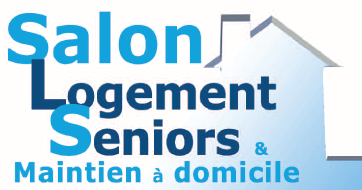 Salon
Logement
Seniors &
Maintien à domicile